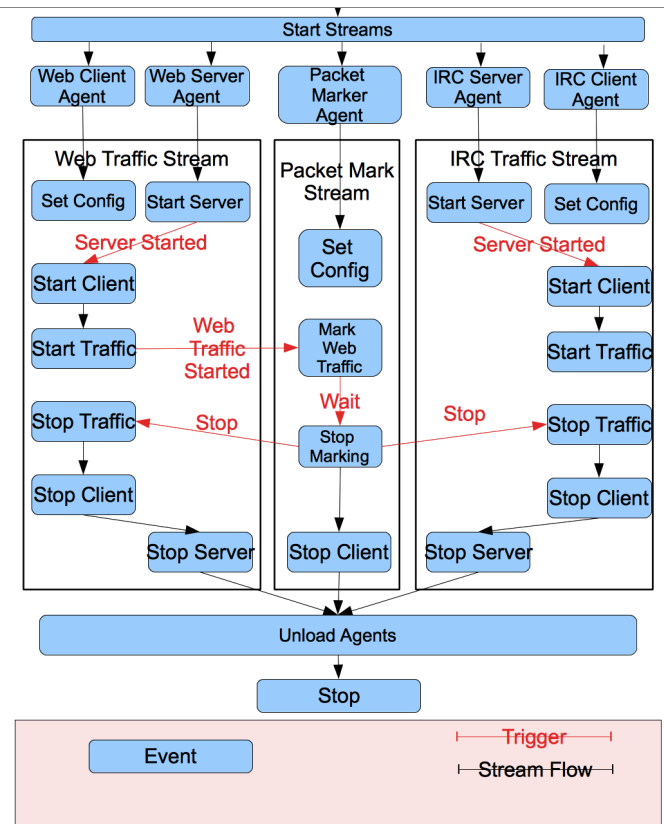 Start Streams
Web Client
Agent
Web Server
Agent
Packet
Marker
Agent
IRC Server
Agent
IRC Client
Agent
Web Traffic Stream
Packet Mark
Stream
IRC Traffic Stream
Set Config
Start Server
Set
Config
Start Server
Set Config
Server Started
Server Started
Start Client
Start Client
Start Traffic
Web
Traffic
Started
Mark
Web
Traffic
Start Traffic
Wait
Stop Traffic
Stop
Stop
Marking
Stop
Stop Traffic
Stop Client
Stop Client
Stop Server
Stop Client
Stop Server
Unload Agents
Stop
Event
Trigger
Stream Flow